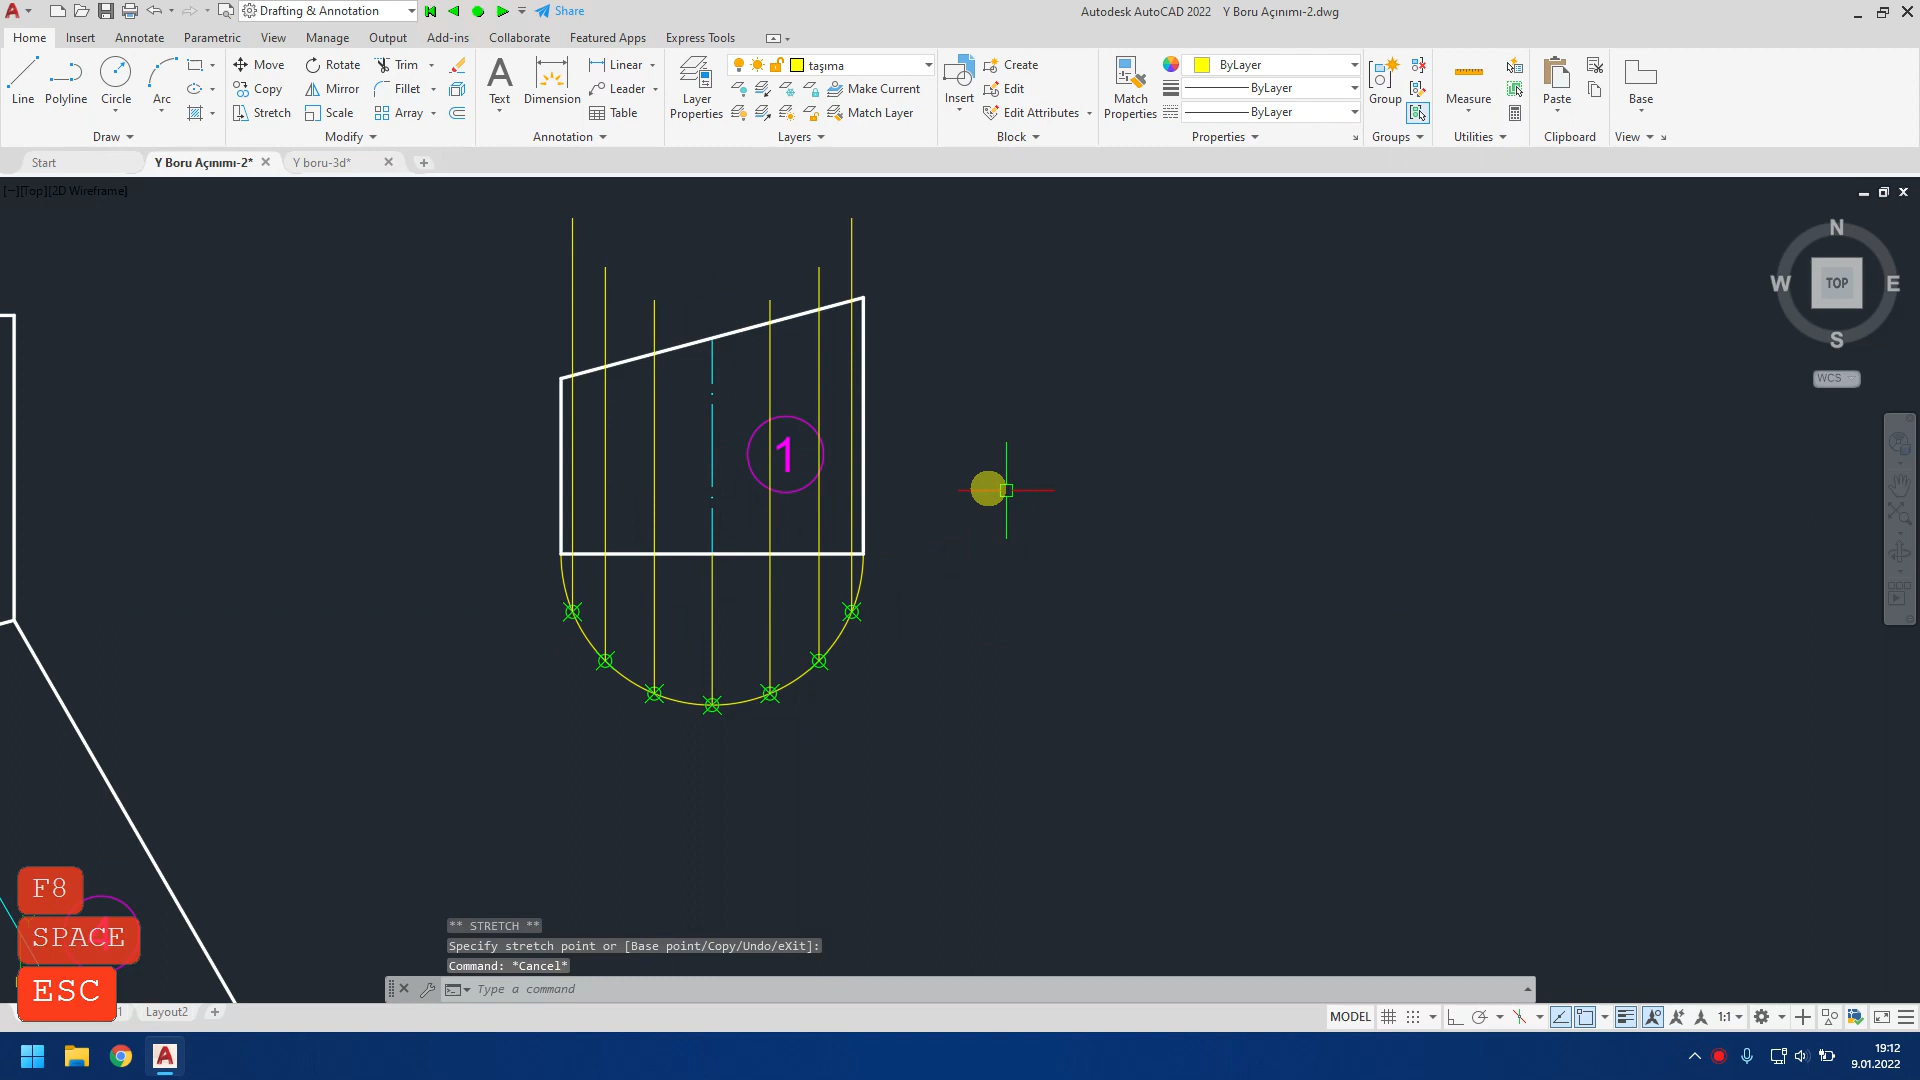 Drafting & Annotation
Share
Autodesk AutoCAD 2022 Y Boru Açınımı-2.dwg
Home Insert Annotate Parametric View Manage Output Add-ins Collaborate Featured Apps Express Tools
Line Polyline Circle Arc
Move Rotate Trim
Copy Mirror Fillet
Stretch Scale Array
Text Dimension
Linear
Leader
Table
Layer Properties
taşıma
Make Current
Match Layer
Insert
Create
Edit
Edit Attributes
Match Properties
ByLayer
ByLayer
ByLayer
Group
Measure
Paste
Base
Draw Modify Annotation Layers Block Properties Groups Utilities Clipboard View
Start Y Boru Açınımı-2* Y boru-3d*
[−][Top][2D Wireframe]
N
W TOP E
S
WCS
1
F8
SPACE
ESC
** STRETCH **
Specify stretch point or [Base point/Copy/Undo/eXit]:
Command: *Cancel*
Type a command
1 Layout2
MODEL 1:1
19:12
9.01.2022